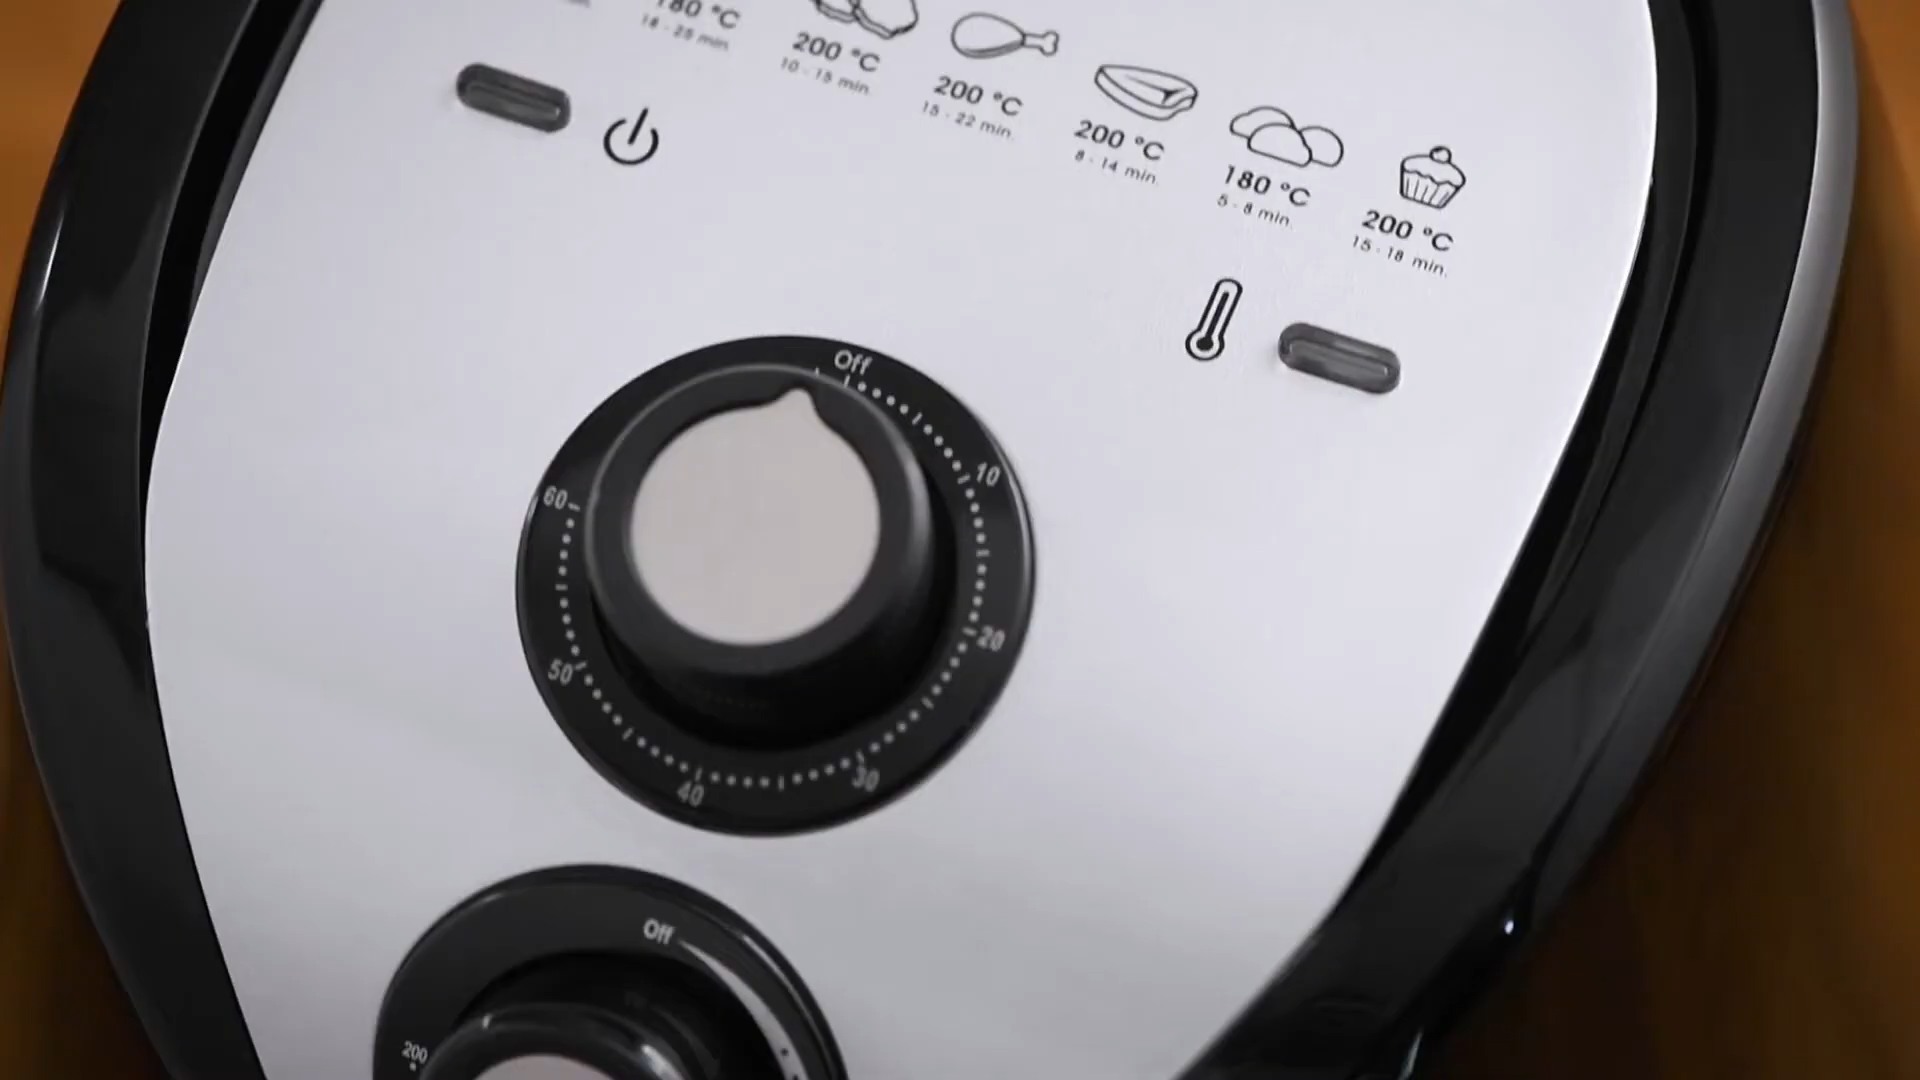 180 °C
18 - 25 min.
200 °C
10 - 15 min.
200 °C
15 - 22 min.
200 °C
8 - 14 min.
180 °C
5 - 8 min.
200 °C
15 - 18 min.
Off
10
20
30
40
50
60
Off
200